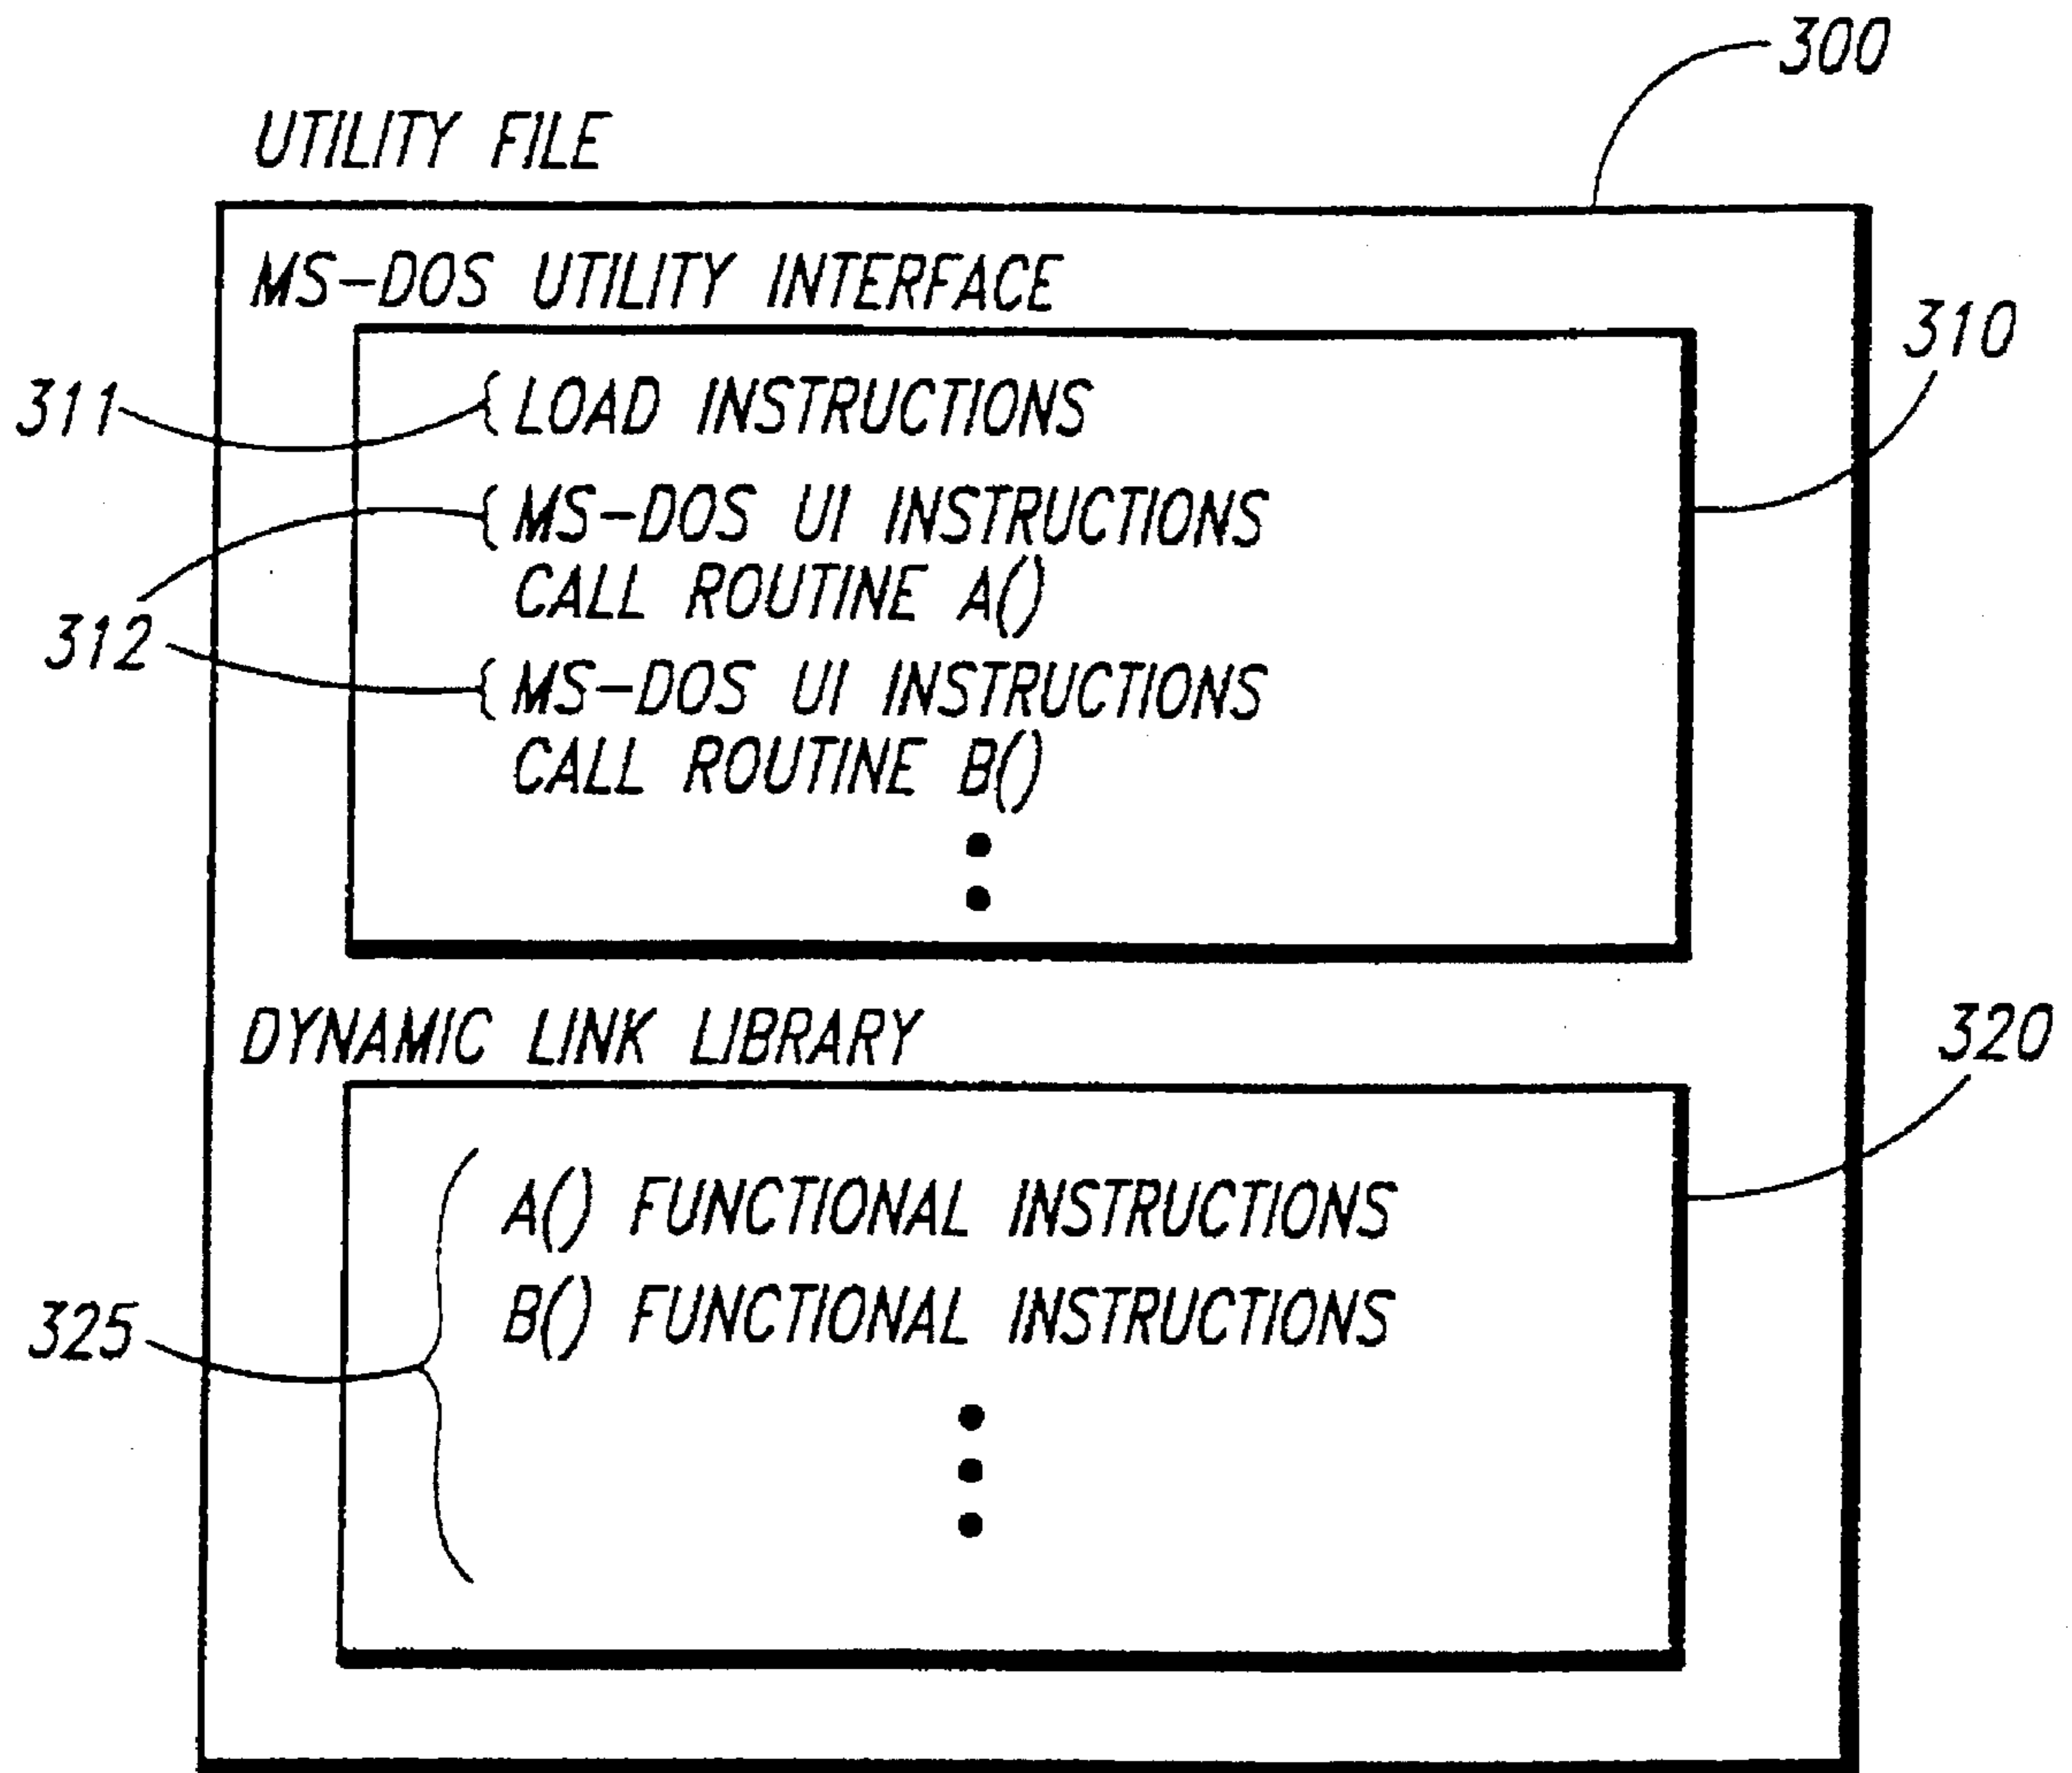 300
UTILITY FILE
MS-DOS UTILITY INTERFACE
310
311
LOAD INSTRUCTIONS
MS-DOS UI INSTRUCTIONS
CALL ROUTINE A()
312
MS-DOS UI INSTRUCTIONS
CALL ROUTINE B()
DYNAMIC LINK LIBRARY
320
A() FUNCTIONAL INSTRUCTIONS
B() FUNCTIONAL INSTRUCTIONS
325